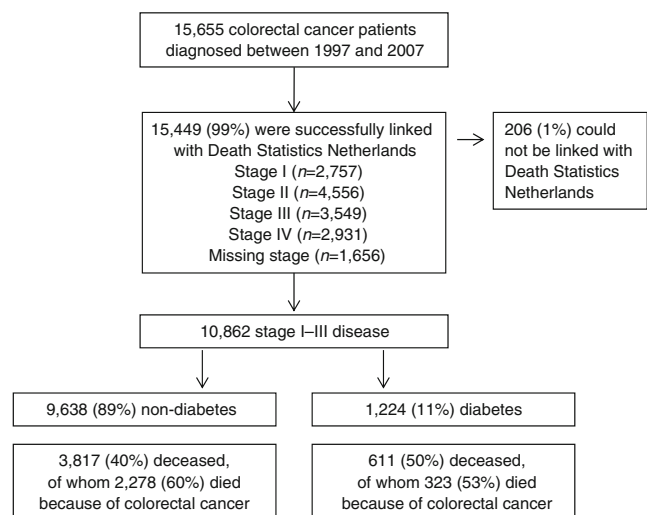 15,655 colorectal cancer patients
diagnosed between 1997 and 2007
15,449 (99%) were successfully linked
with Death Statistics Netherlands
Stage I (n=2,757)
Stage II (n=4,556)
Stage III (n=3,549)
Stage IV (n=2,931)
Missing stage (n=1,656)
206 (1%) could
not be linked with
Death Statistics
Netherlands
10,862 stage I–III disease
9,638 (89%) non-diabetes
1,224 (11%) diabetes
3,817 (40%) deceased,
of whom 2,278 (60%) died
because of colorectal cancer
611 (50%) deceased,
of whom 323 (53%) died
because of colorectal cancer